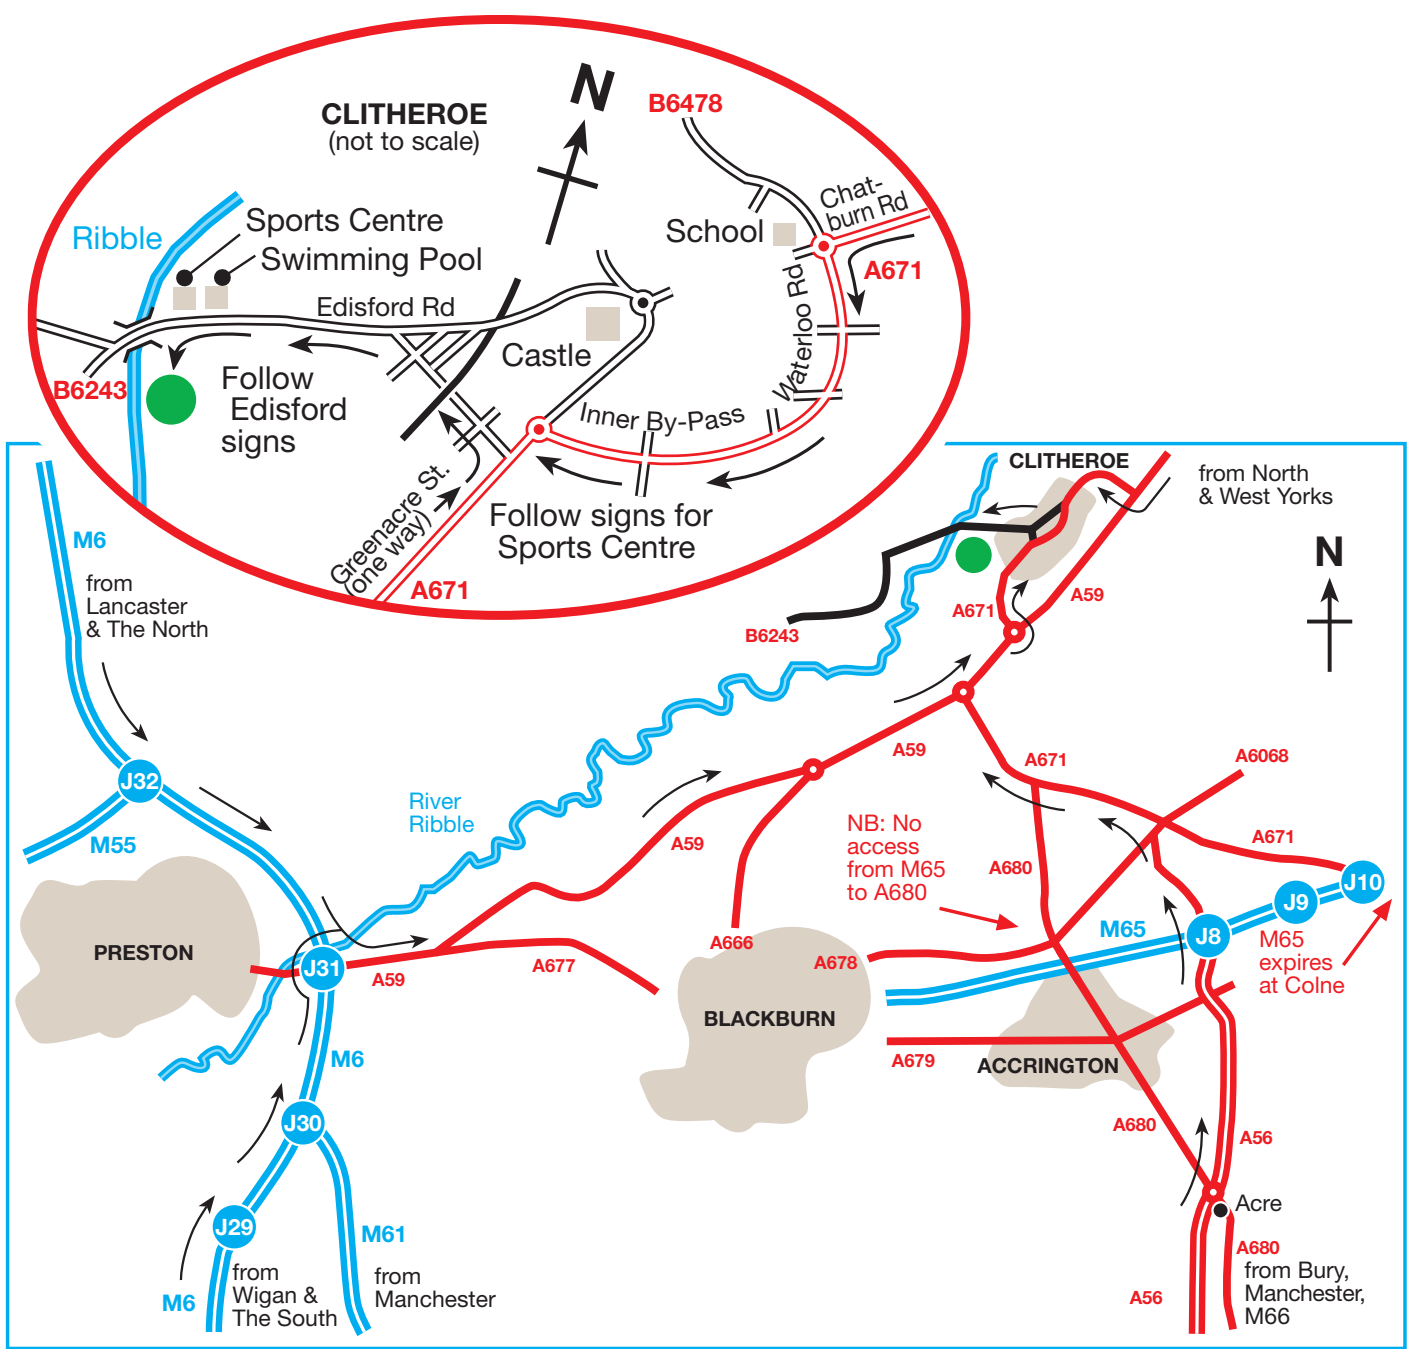 CLITHEROE
(not to scale)
N
B6478
Chat-
burn Rd
School
A671
Waterloo Rd
Ribble
Sports Centre
Swimming Pool
Edisford Rd
Castle
B6243
Follow
Edisford
signs
Inner By-Pass
Greenacre St.
(one way)
Follow signs for
Sports Centre
A671
CLITHEROE
from North
& West Yorks
N
M6
from
Lancaster
& The North
A671
A59
B6243
J32
M55
River
Ribble
A59
A59
A671
A6068
A671
NB: No
access
from M65
to A680
A680
J10
J9
J8
M65
M65
expires
at Colne
PRESTON
J31
A59
A677
A666
A678
BLACKBURN
A679
ACCRINGTON
M6
J30
A680
A56
Acre
J29
M61
M6
from
Wigan &
The South
from
Manchester
A680
from Bury,
Manchester,
M66
A56